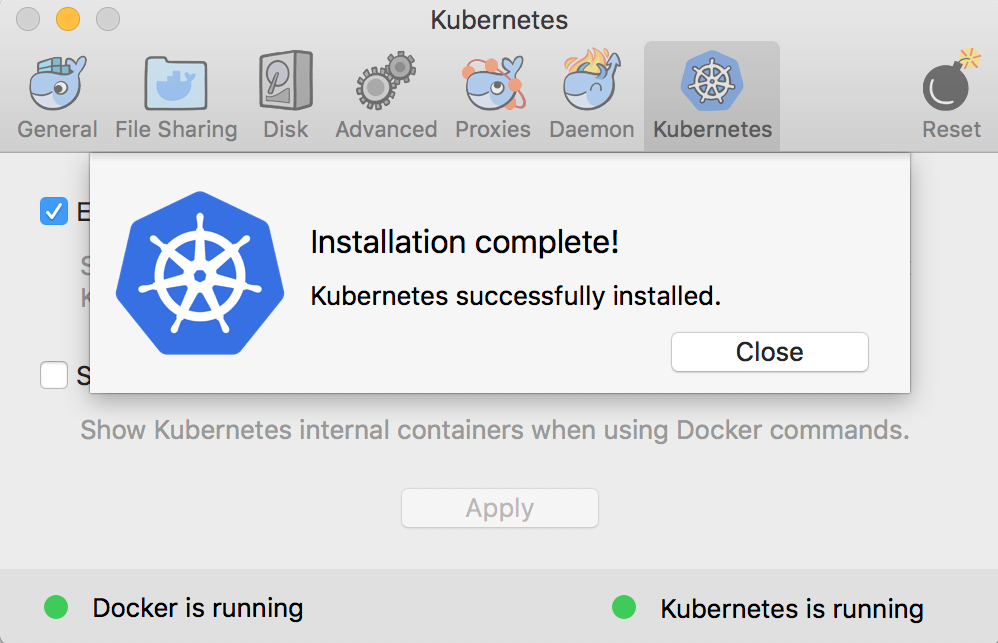 Kubernetes
General File Sharing Disk Advanced Proxies Daemon Kubernetes Reset
Installation complete!
Kubernetes successfully installed.
Close
Show Kubernetes internal containers when using Docker commands.
Apply
Docker is running Kubernetes is running